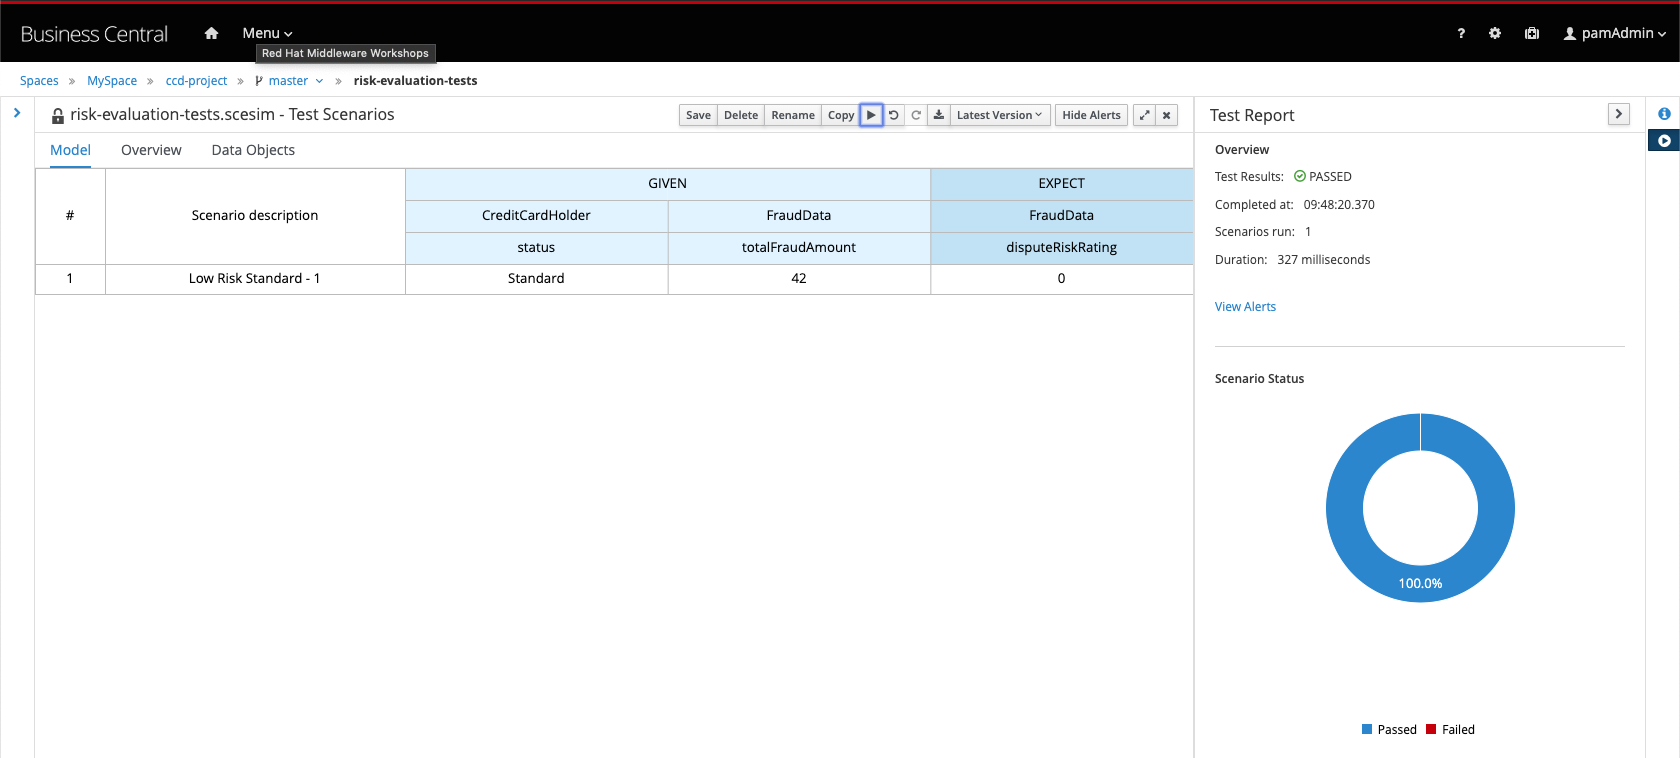 Business Central Menu ? pamAdmin
Red Hat Middleware Workshops
Spaces » MySpace » ccd-project » master » risk-evaluation-tests
risk-evaluation-tests.scesim - Test Scenarios
Save Delete Rename Copy Latest Version Hide Alerts
Model Overview Data Objects
# Scenario description GIVEN EXPECT
CreditCardHolder FraudData FraudData
status totalFraudAmount disputeRiskRating
1 Low Risk Standard - 1 Standard 42 0
Test Report
Overview
Test Results: PASSED
Completed at: 09:48:20.370
Scenarios run: 1
Duration: 327 milliseconds
View Alerts
Scenario Status
100.0%
Passed Failed